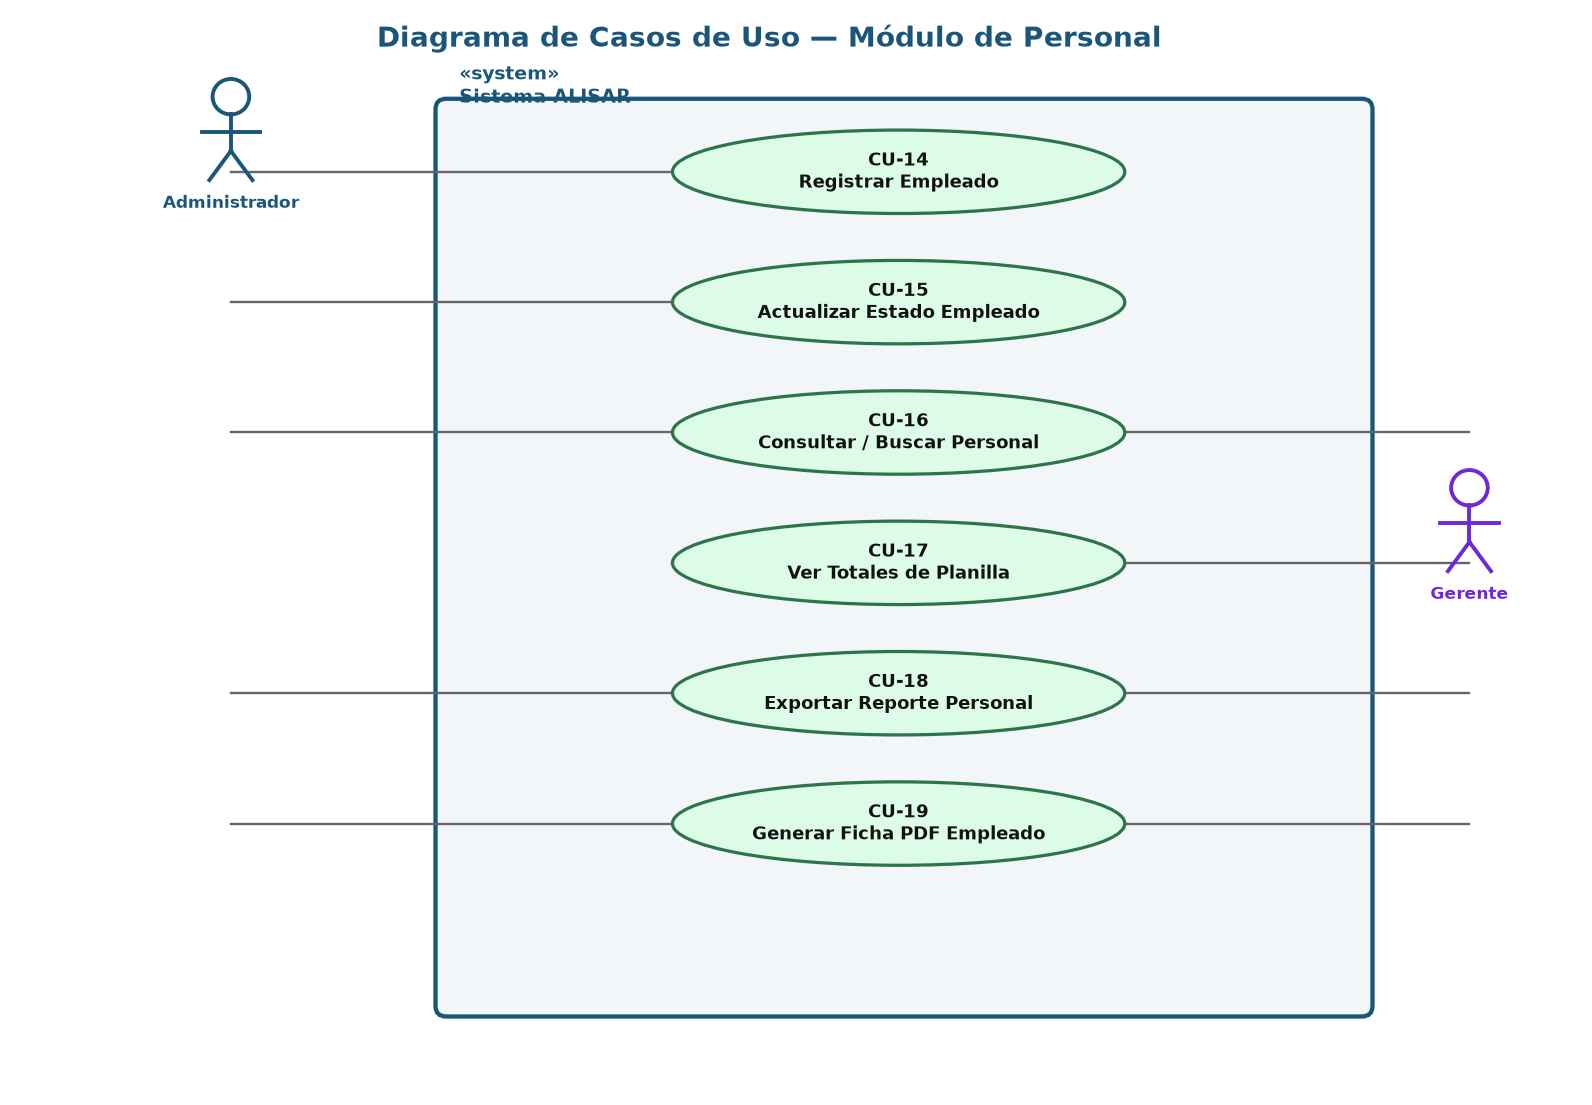 Diagrama de Casos de Uso — Módulo de Personal
«system»
Sistema ALISAR
Administrador
CU-14
Registrar Empleado
CU-15
Actualizar Estado Empleado
CU-16
Consultar / Buscar Personal
CU-17
Ver Totales de Planilla
Gerente
CU-18
Exportar Reporte Personal
CU-19
Generar Ficha PDF Empleado